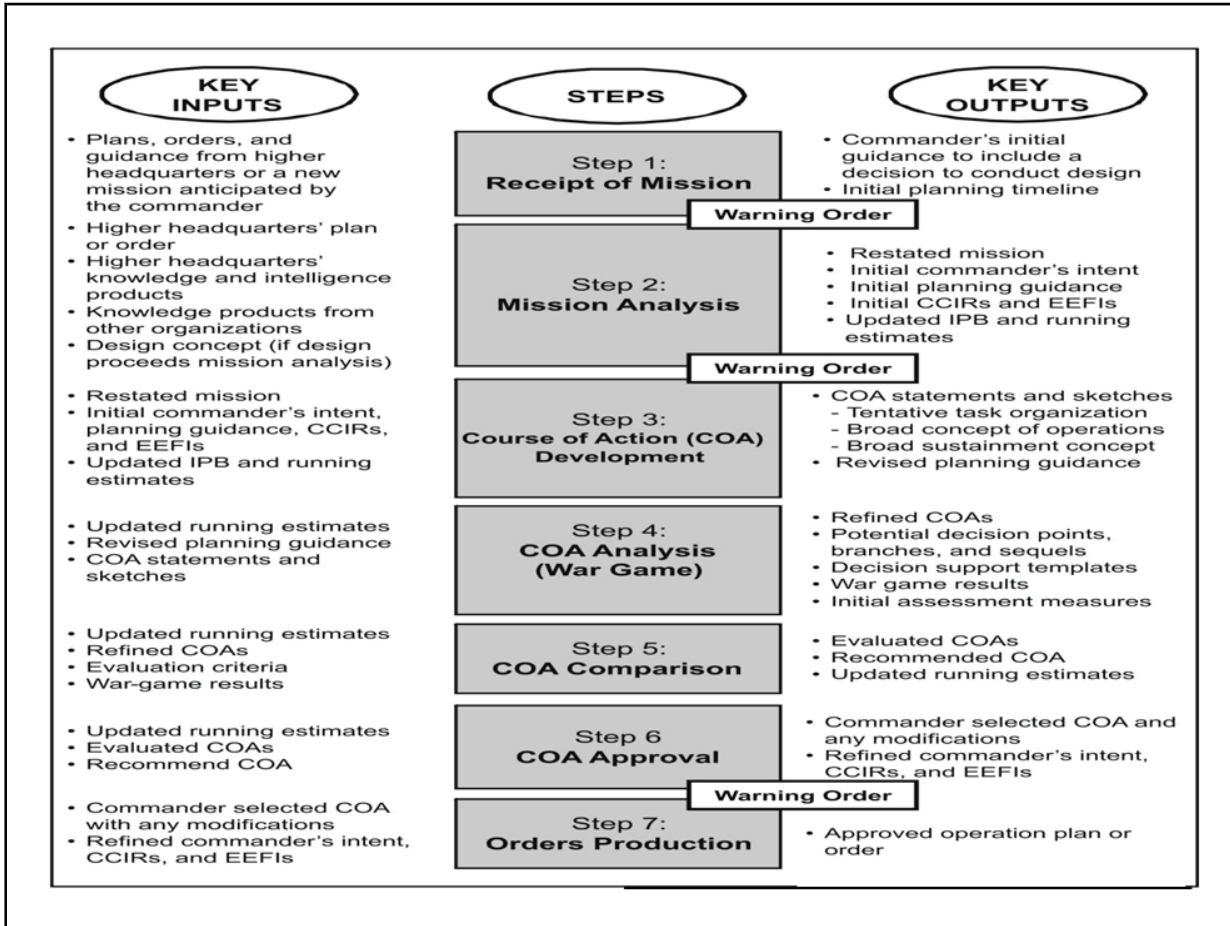 KEY
INPUTS
STEPS
KEY
OUTPUTS
• Plans, orders, and
guidance from higher
headquarters or a new
mission anticipated by
the commander
Step 1:
Receipt of Mission
• Commander's initial
guidance to include a
decision to conduct design
• Initial planning timeline
Warning Order
• Higher headquarters' plan
or order
• Higher headquarters'
knowledge and intelligence
products
• Knowledge products from
other organizations
• Design concept (if design
proceeds mission analysis)
Step 2:
Mission Analysis
• Restated mission
• Initial commander's intent
• Initial planning guidance
• Initial CCIRs and EEFIs
• Updated IPB and running
estimates
Warning Order
• Restated mission
• Initial commander's intent,
planning guidance, CCIRs,
and EEFIs
• Updated IPB and running
estimates
Step 3:
Course of Action (COA)
Development
• COA statements and sketches
- Tentative task organization
- Broad concept of operations
- Broad sustainment concept
• Revised planning guidance
• Updated running estimates
• Revised planning guidance
• COA statements and
sketches
Step 4:
COA Analysis
(War Game)
• Refined COAs
• Potential decision points,
branches, and sequels
• Decision support templates
• War game results
• Initial assessment measures
• Updated running estimates
• Refined COAs
• Evaluation criteria
• War-game results
Step 5:
COA Comparison
• Evaluated COAs
• Recommended COA
• Updated running estimates
• Updated running estimates
• Evaluated COAs
• Recommend COA
Step 6
COA Approval
• Commander selected COA and
any modifications
• Refined commander's intent,
CCIRs, and EEFIs
Warning Order
• Commander selected COA
with any modifications
• Refined commander's intent,
CCIRs, and EEFIs
Step 7:
Orders Production
• Approved operation plan or
order